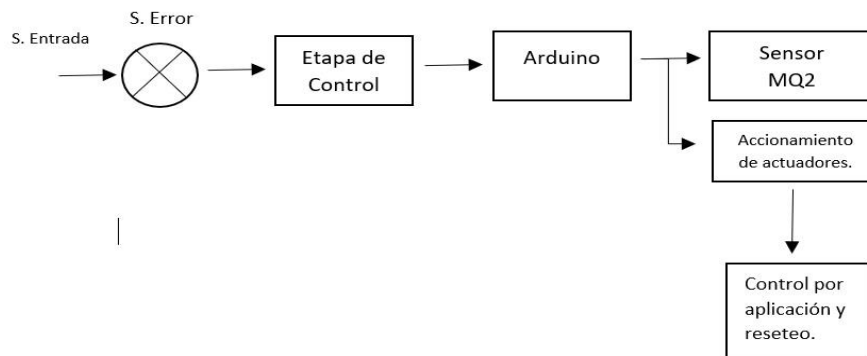 S. Error
S. Entrada
Etapa de
Control
Arduino
Sensor
MQ2
Accionamiento
de actuadores.
Control por
aplicación y
reseteo.